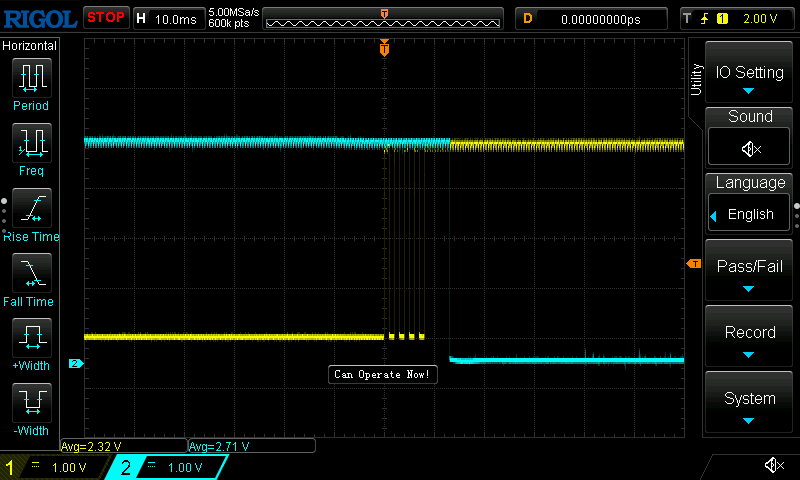 RIGOL STOP H 10.0ms 5.00MSa/s 600k pts T D 0.00000000ps T 1 2.00 V
Horizontal
Period
Freq
Rise Time
Fall Time
+Width
-Width
T
T
2
Can Operate Now!
Utility
IO Setting
Sound
Language
English
Pass/Fail
Record
System
Avg=2.32 V Avg=2.71 V
1 1.00 V 2 1.00 V